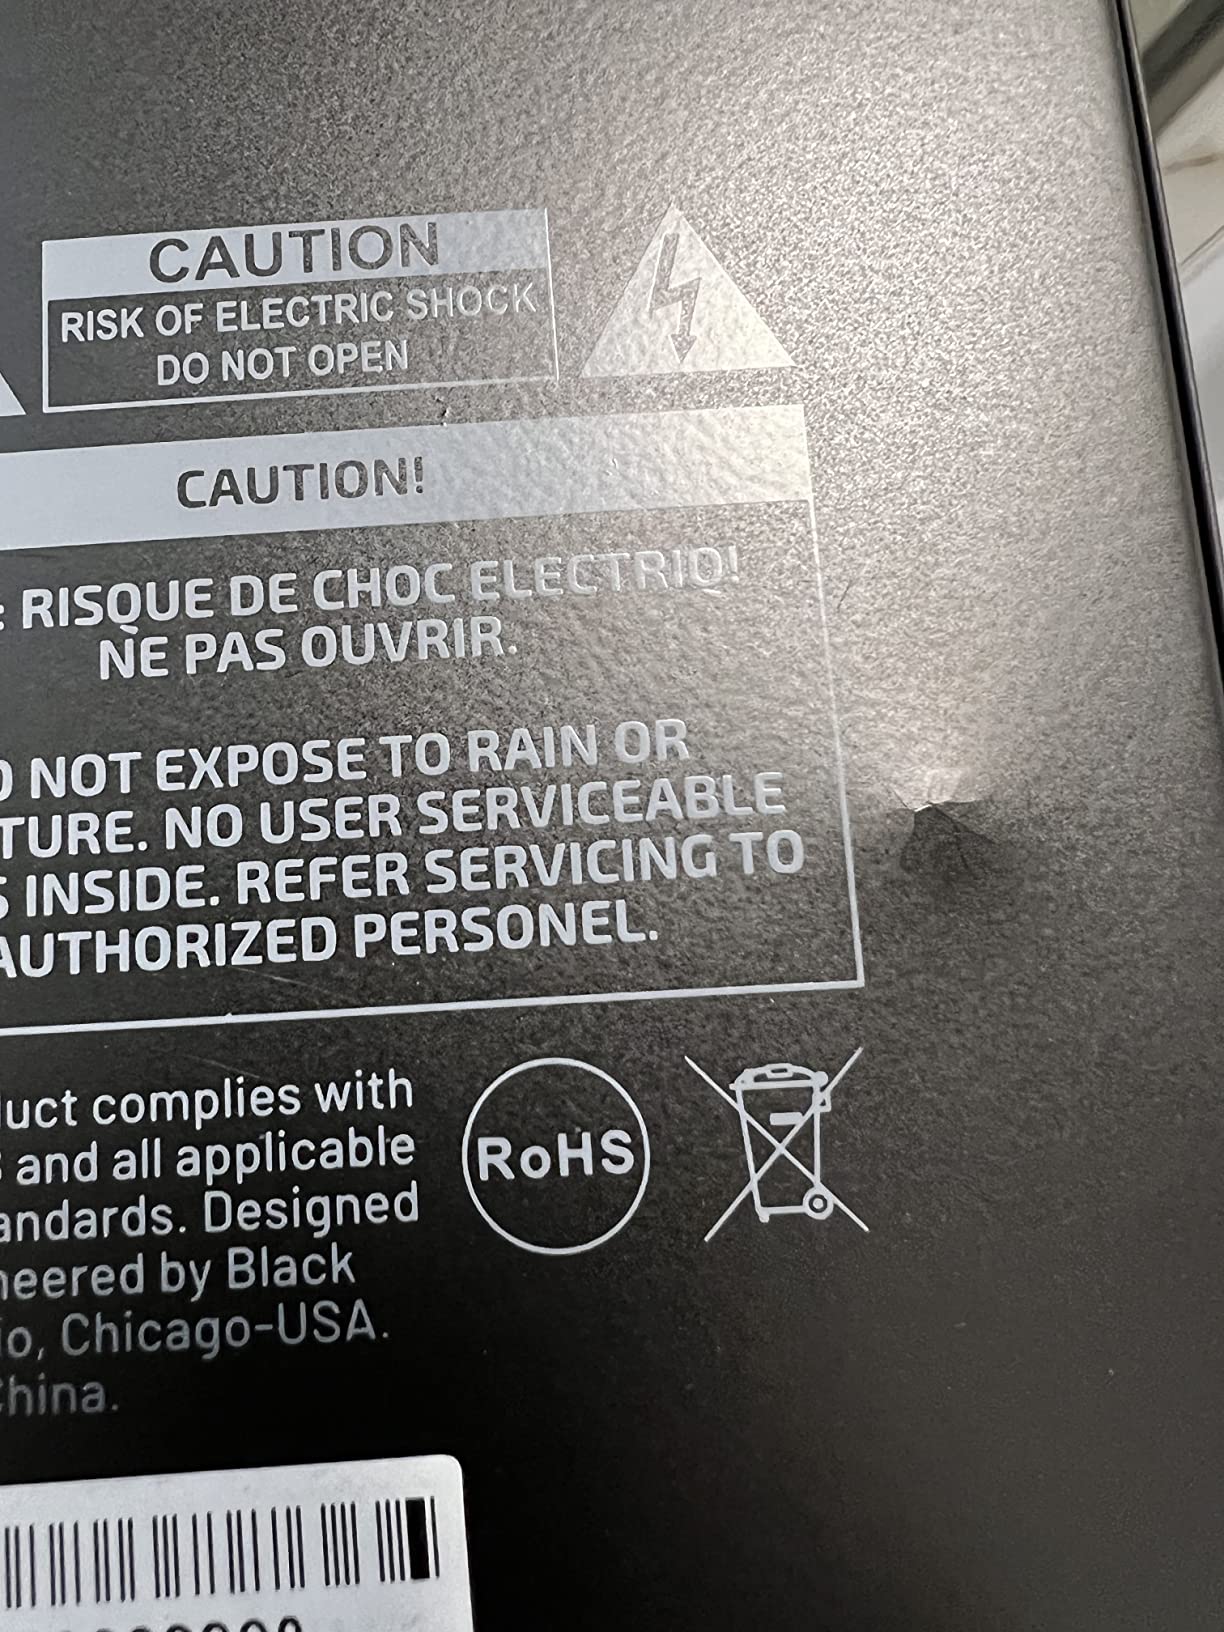 CAUTION
RISK OF ELECTRIC SHOCK
DO NOT OPEN
CAUTION!
: RISQUE DE CHOC ELECTRIQ!
NE PAS OUVRIR.
NOT EXPOSE TO RAIN OR
TURE. NO USER SERVICEABLE
S INSIDE. REFER SERVICING TO
AUTHORIZED PERSONEL.
uct complies with
and all applicable
andards. Designed
neered by Black
io, Chicago-USA.
China.
RoHS